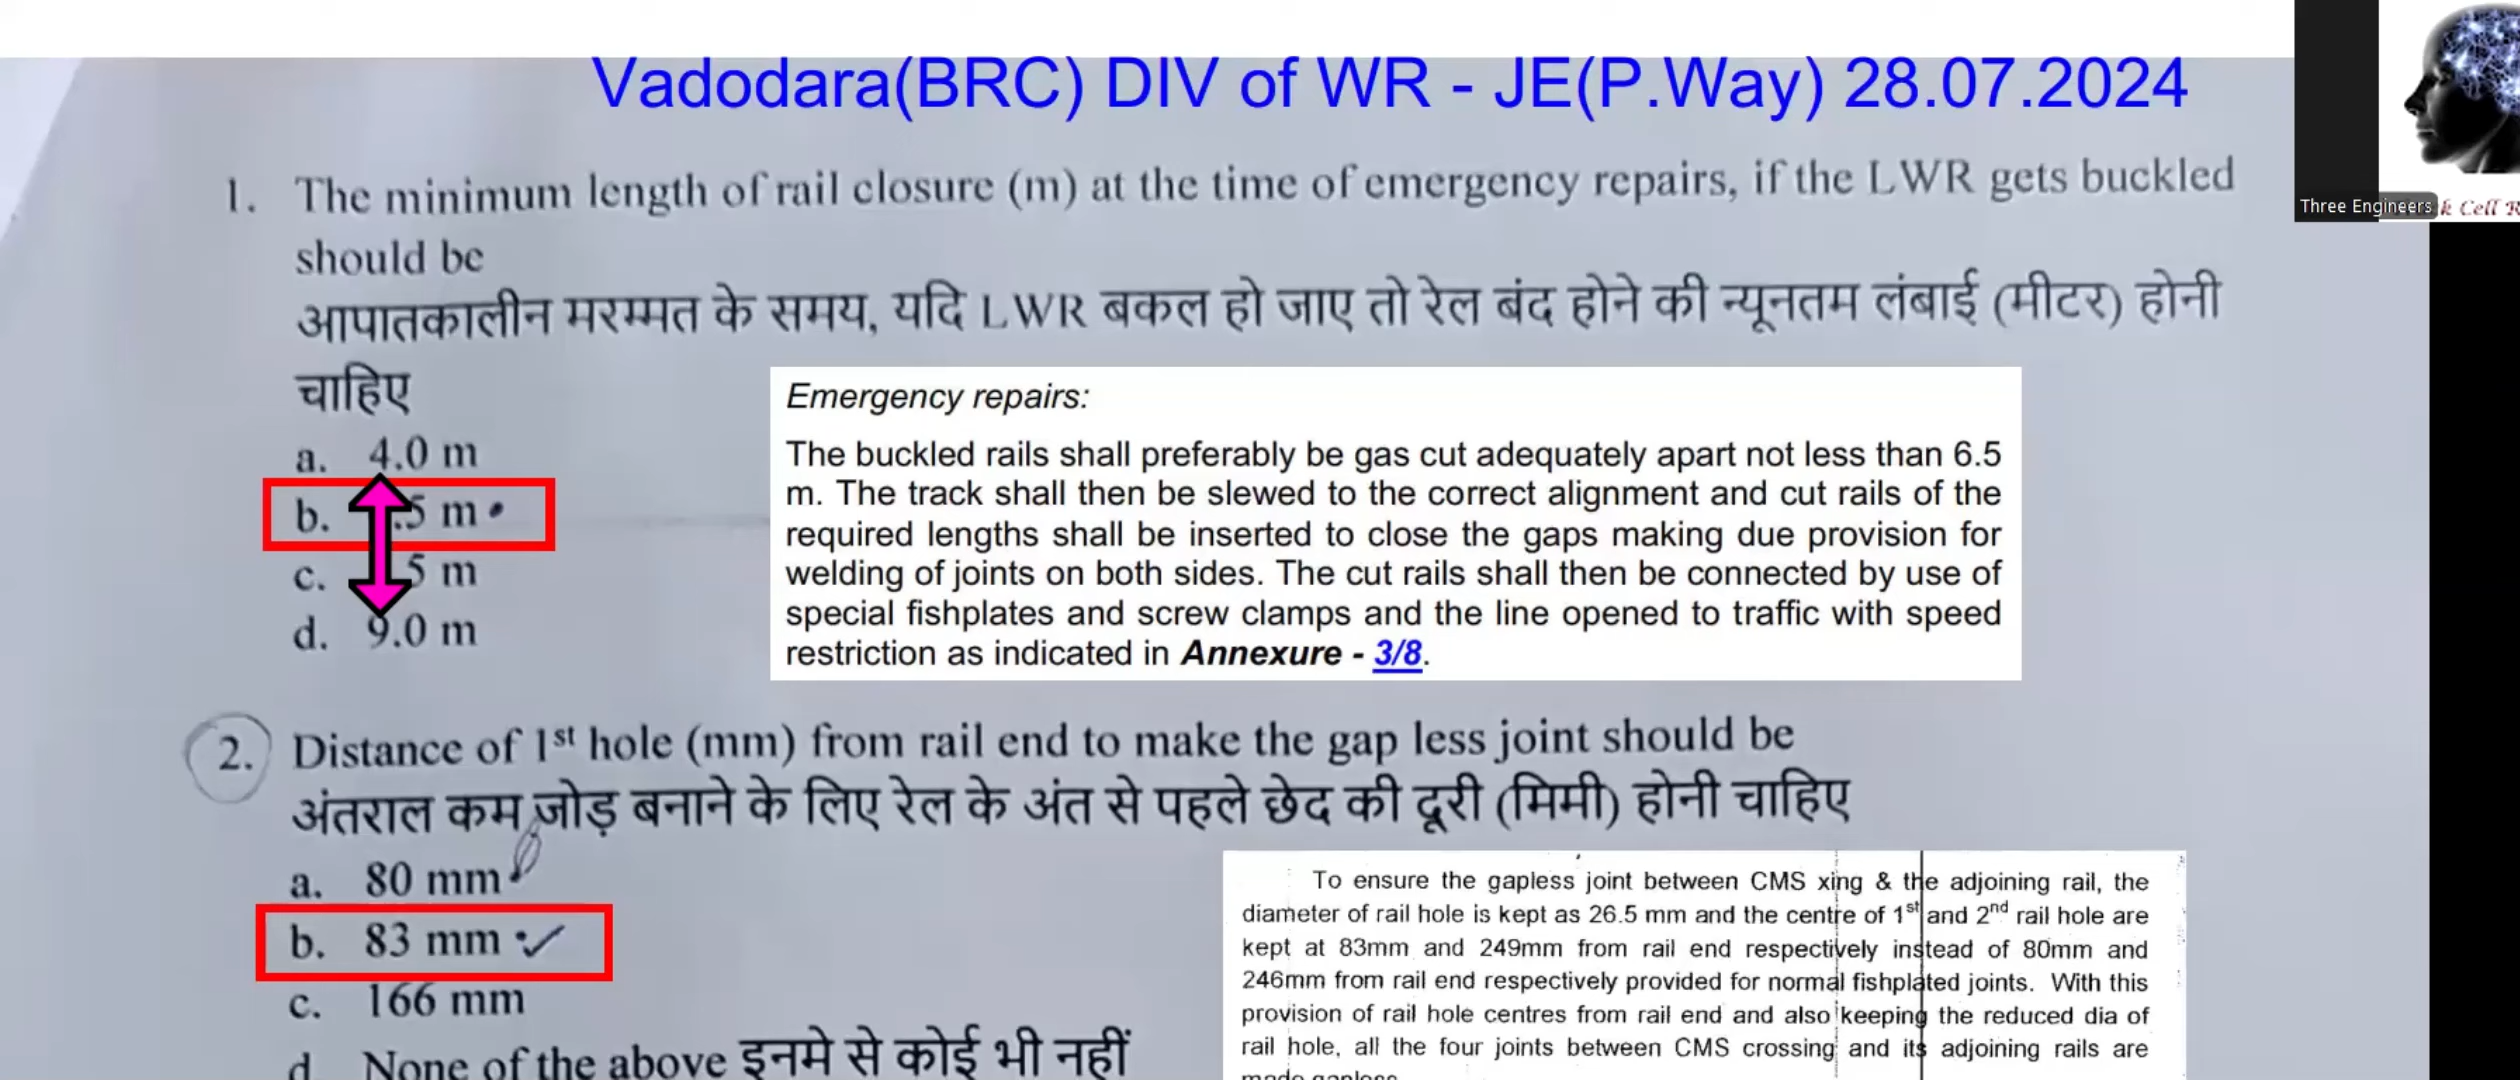 Vadodara(BRC) DIV of WR - JE(P.Way) 28.07.2024
Three Engineers
1. The minimum length of rail closure (m) at the time of emergency repairs, if the LWR gets buckled
should be
आपातकालीन मरम्मत के समय, यदि LWR बकल हो जाए तो रेल बंद होने की न्यूनतम लंबाई (मीटर) होनी
चाहिए
a. 4.0 m
b. .5 m
c. 5 m
d. 9.0 m
Emergency repairs:
The buckled rails shall preferably be gas cut adequately apart not less than 6.5
m. The track shall then be slewed to the correct alignment and cut rails of the
required lengths shall be inserted to close the gaps making due provision for
welding of joints on both sides. The cut rails shall then be connected by use of
special fishplates and screw clamps and the line opened to traffic with speed
restriction as indicated in Annexure - 3/8.
2. Distance of 1st hole (mm) from rail end to make the gap less joint should be
अंतराल कम जोड़ बनाने के लिए रेल के अंत से पहले छेद की दूरी (मिमी) होनी चाहिए
a. 80 mm
b. 83 mm
c. 166 mm
d None of the above इनमे से कोई भी नहीं
To ensure the gapless joint between CMS xing & the adjoining rail, the
diameter of rail hole is kept as 26.5 mm and the centre of 1st and 2nd rail hole are
kept at 83mm and 249mm from rail end respectively instead of 80mm and
246mm from rail end respectively provided for normal fishplated joints. With this
provision of rail hole centres from rail end and also keeping the reduced dia of
rail hole, all the four joints between CMS crossing and its adjoining rails are